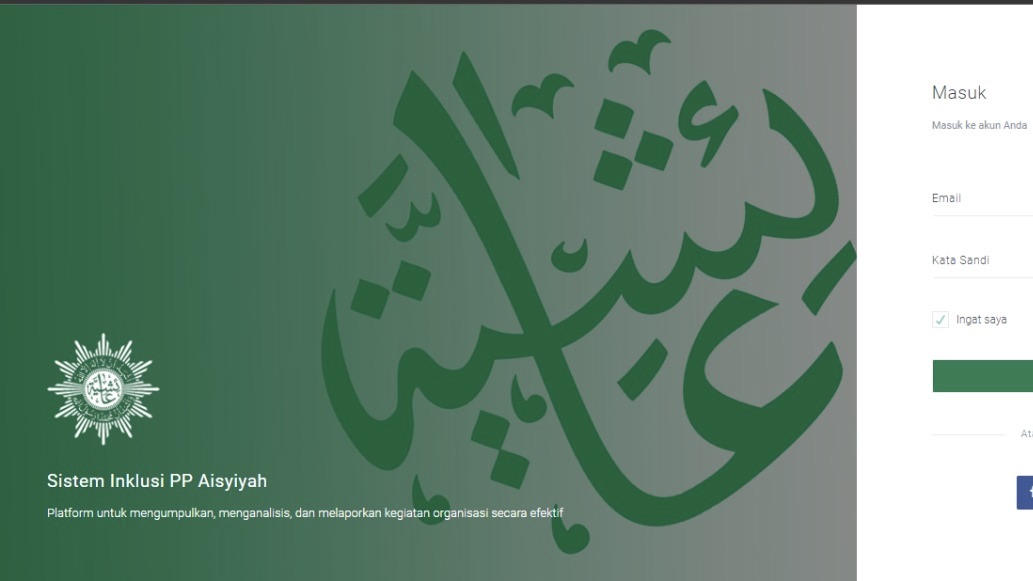 عائشيية
Sistem Inklusi PP Aisyiyah
Platform untuk mengumpulkan, menganalisis, dan melaporkan kegiatan organisasi secara efektif
Masuk
Masuk ke akun Anda
Email
Kata Sandi
Ingat saya